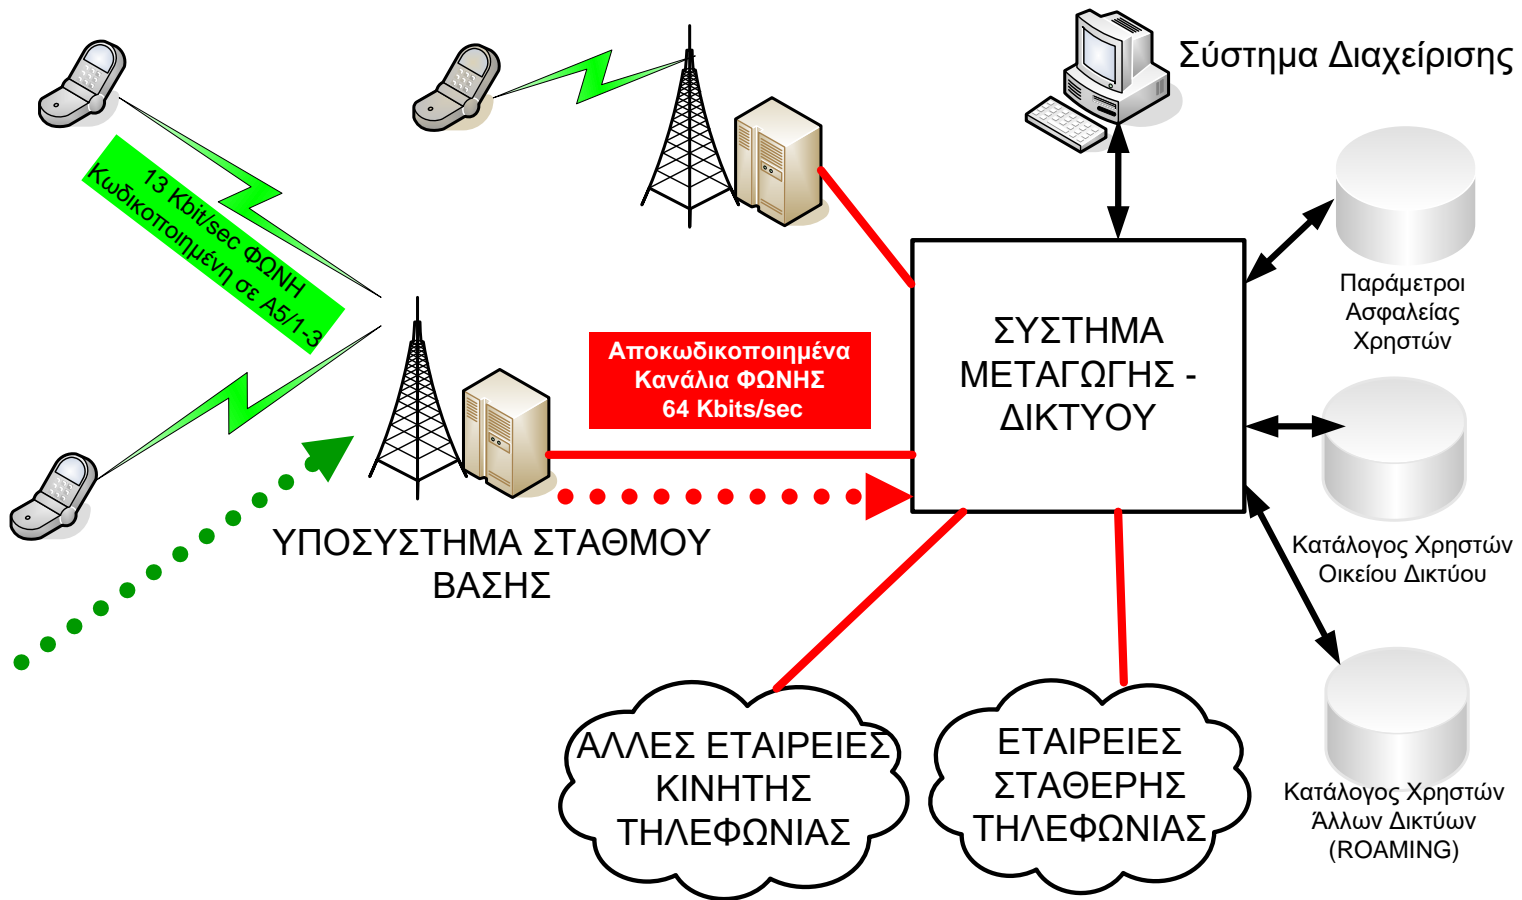 Σύστημα Διαχείρισης
13 Kbit/sec ΦΩΝΗ
Κωδικοποιημένη σε A5/1-3
Παράμετροι
Ασφαλείας
Χρηστών
ΣΥΣΤΗΜΑ
ΜΕΤΑΓΩΓΗΣ -
ΔΙΚΤΥΟΥ
Αποκωδικοποιημένα
Κανάλια ΦΩΝΗΣ
64 Kbits/sec
ΥΠΟΣΥΣΤΗΜΑ ΣΤΑΘΜΟΥ
ΒΑΣΗΣ
Κατάλογος Χρηστών
Οικείου Δικτύου
ΑΛΛΕΣ ΕΤΑΙΡΕΙΕΣ
ΚΙΝΗΤΗΣ
ΤΗΛΕΦΩΝΙΑΣ
ΕΤΑΙΡΕΙΕΣ
ΣΤΑΘΕΡΗΣ
ΤΗΛΕΦΩΝΙΑΣ
Κατάλογος Χρηστών
Άλλων Δικτύων
(ROAMING)